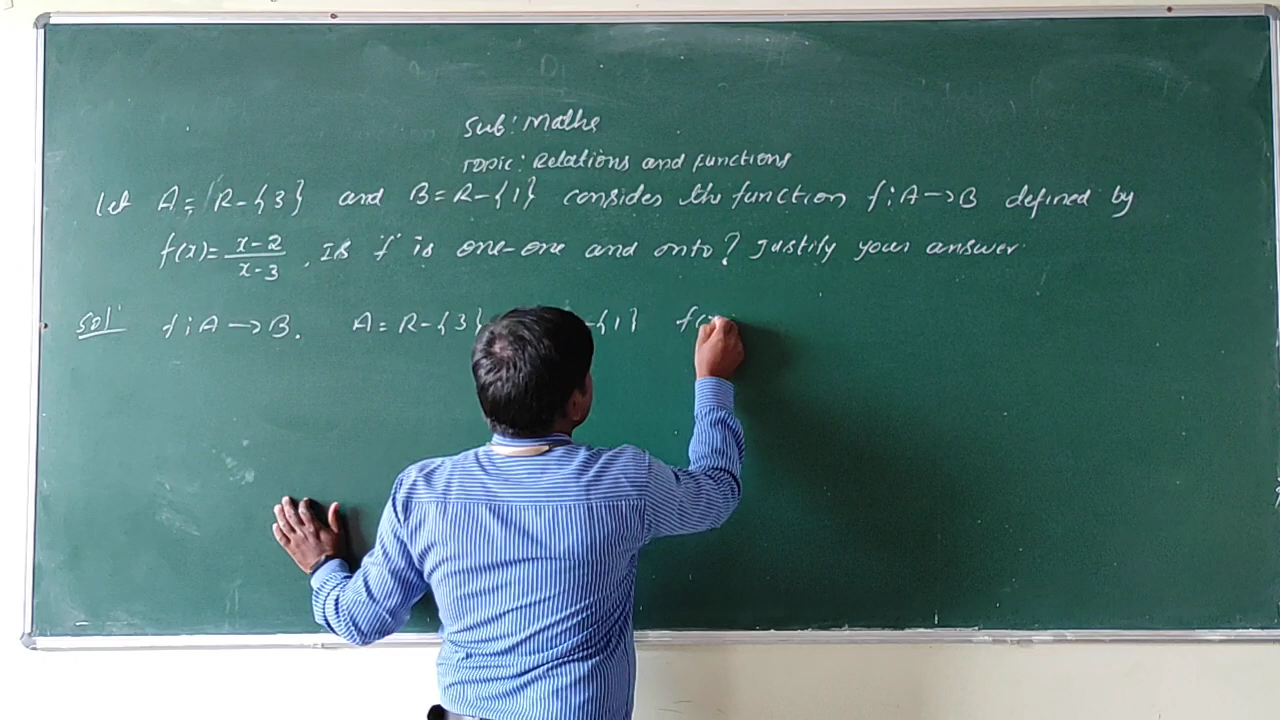 Sub: Maths
Topic: Relations and functions
Let A = R-{3} and B = R-{1} consider the function f: A→B defined by
f(x) = x-2/x-3 . Is f is one-one and onto? Justify your answer.
Sol f: A→B. A = R-{3} -{1} f(x